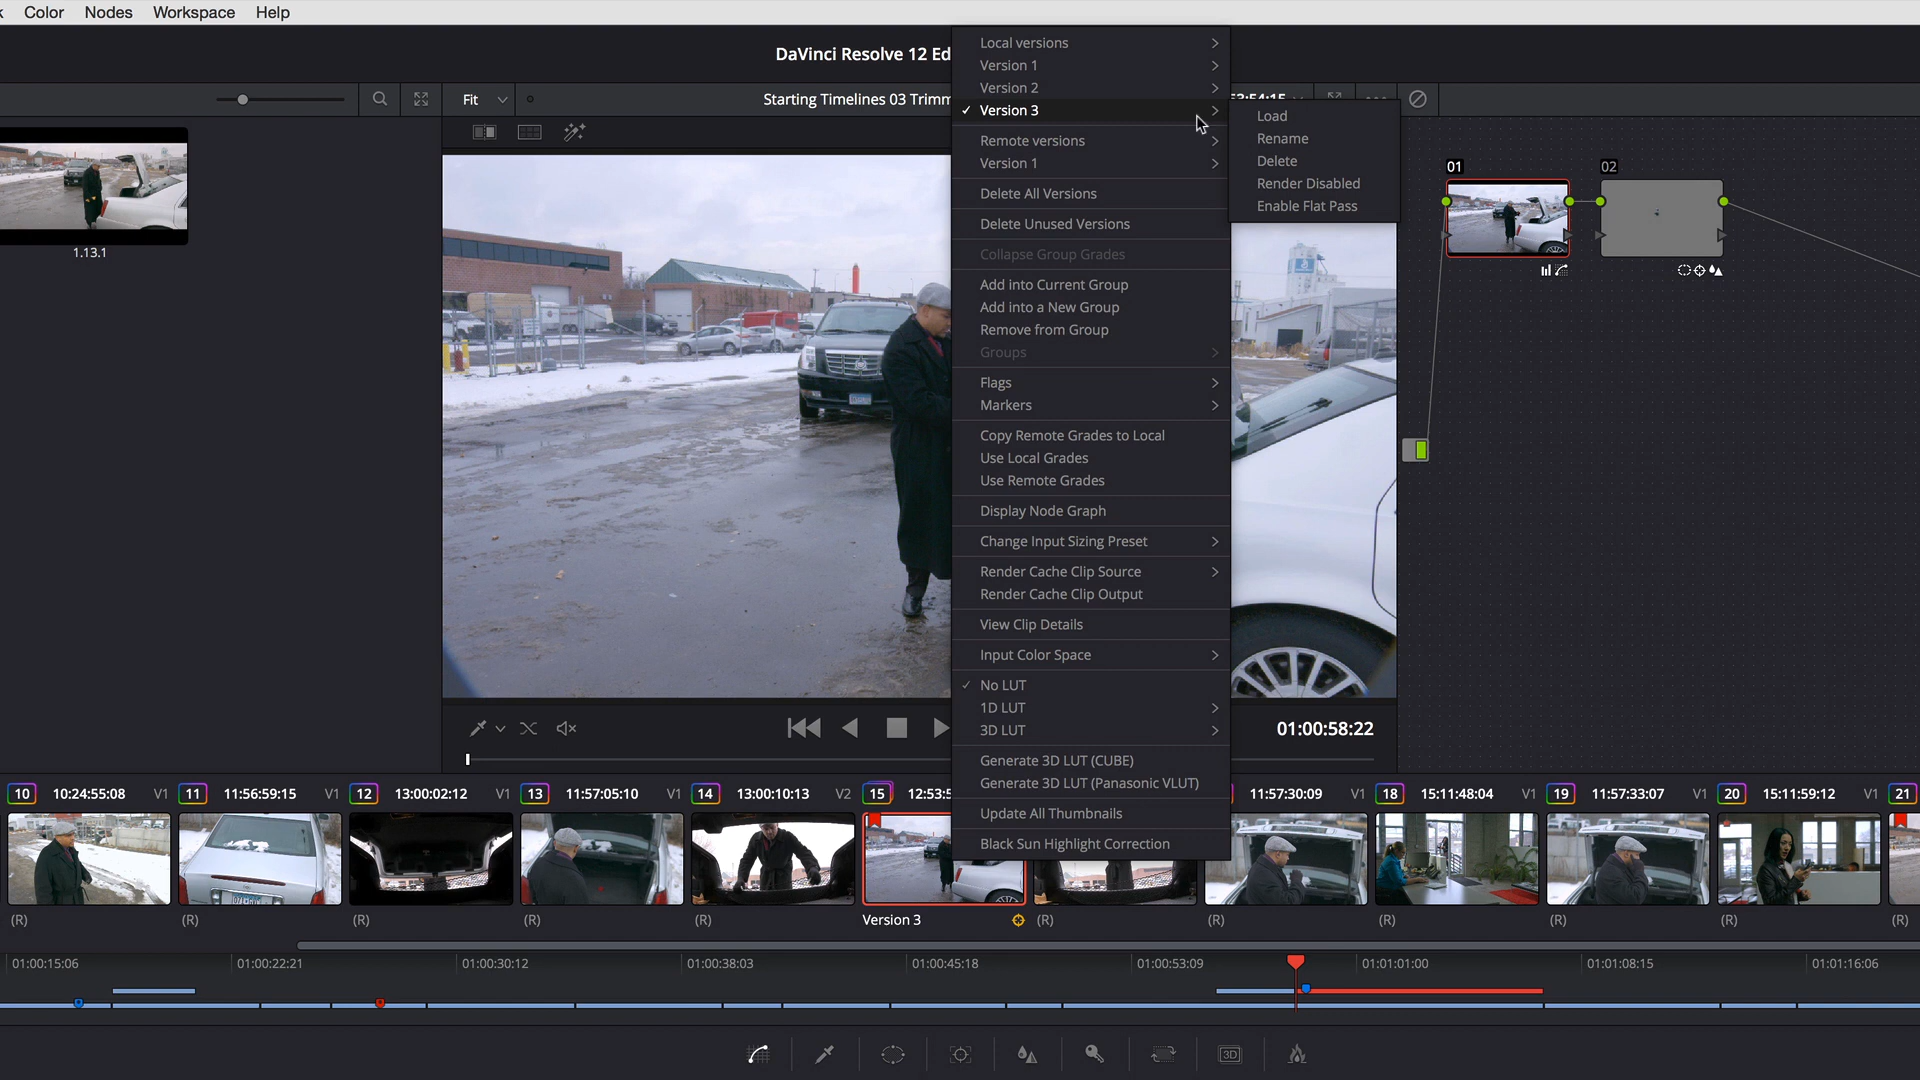 Color Nodes Workspace Help
DaVinci Resolve 12 Ed
Fit
Starting Timelines 03 Trimm
1.13.1
Local versions
Version 1
Version 2
✓ Version 3
Remote versions
Version 1
Delete All Versions
Delete Unused Versions
Collapse Group Grades
Add into Current Group
Add into a New Group
Remove from Group
Groups
Flags
Markers
Copy Remote Grades to Local
Use Local Grades
Use Remote Grades
Display Node Graph
Change Input Sizing Preset
Render Cache Clip Source
Render Cache Clip Output
View Clip Details
Input Color Space
✓ No LUT
1D LUT
3D LUT
Generate 3D LUT (CUBE)
Generate 3D LUT (Panasonic VLUT)
Update All Thumbnails
Black Sun Highlight Correction
Load
Rename
Delete
Render Disabled
Enable Flat Pass
01 02
01:00:58:22
10 10:24:55:08 V1 11 11:56:59:15 V1 12 13:00:02:12 V1 13 11:57:05:10 V1 14 13:00:10:13 V2 15 12:53:5 11:57:30:09 V1 18 15:11:48:04 V1 19 11:57:33:07 V1 20 15:11:59:12 V1 21
(R) (R) (R) (R) (R) Version 3 (R) (R) (R) (R) (R) (R)
01:00:15:06 01:00:22:21 01:00:30:12 01:00:38:03 01:00:45:18 01:00:53:09 01:01:01:00 01:01:08:15 01:01:16:06
3D